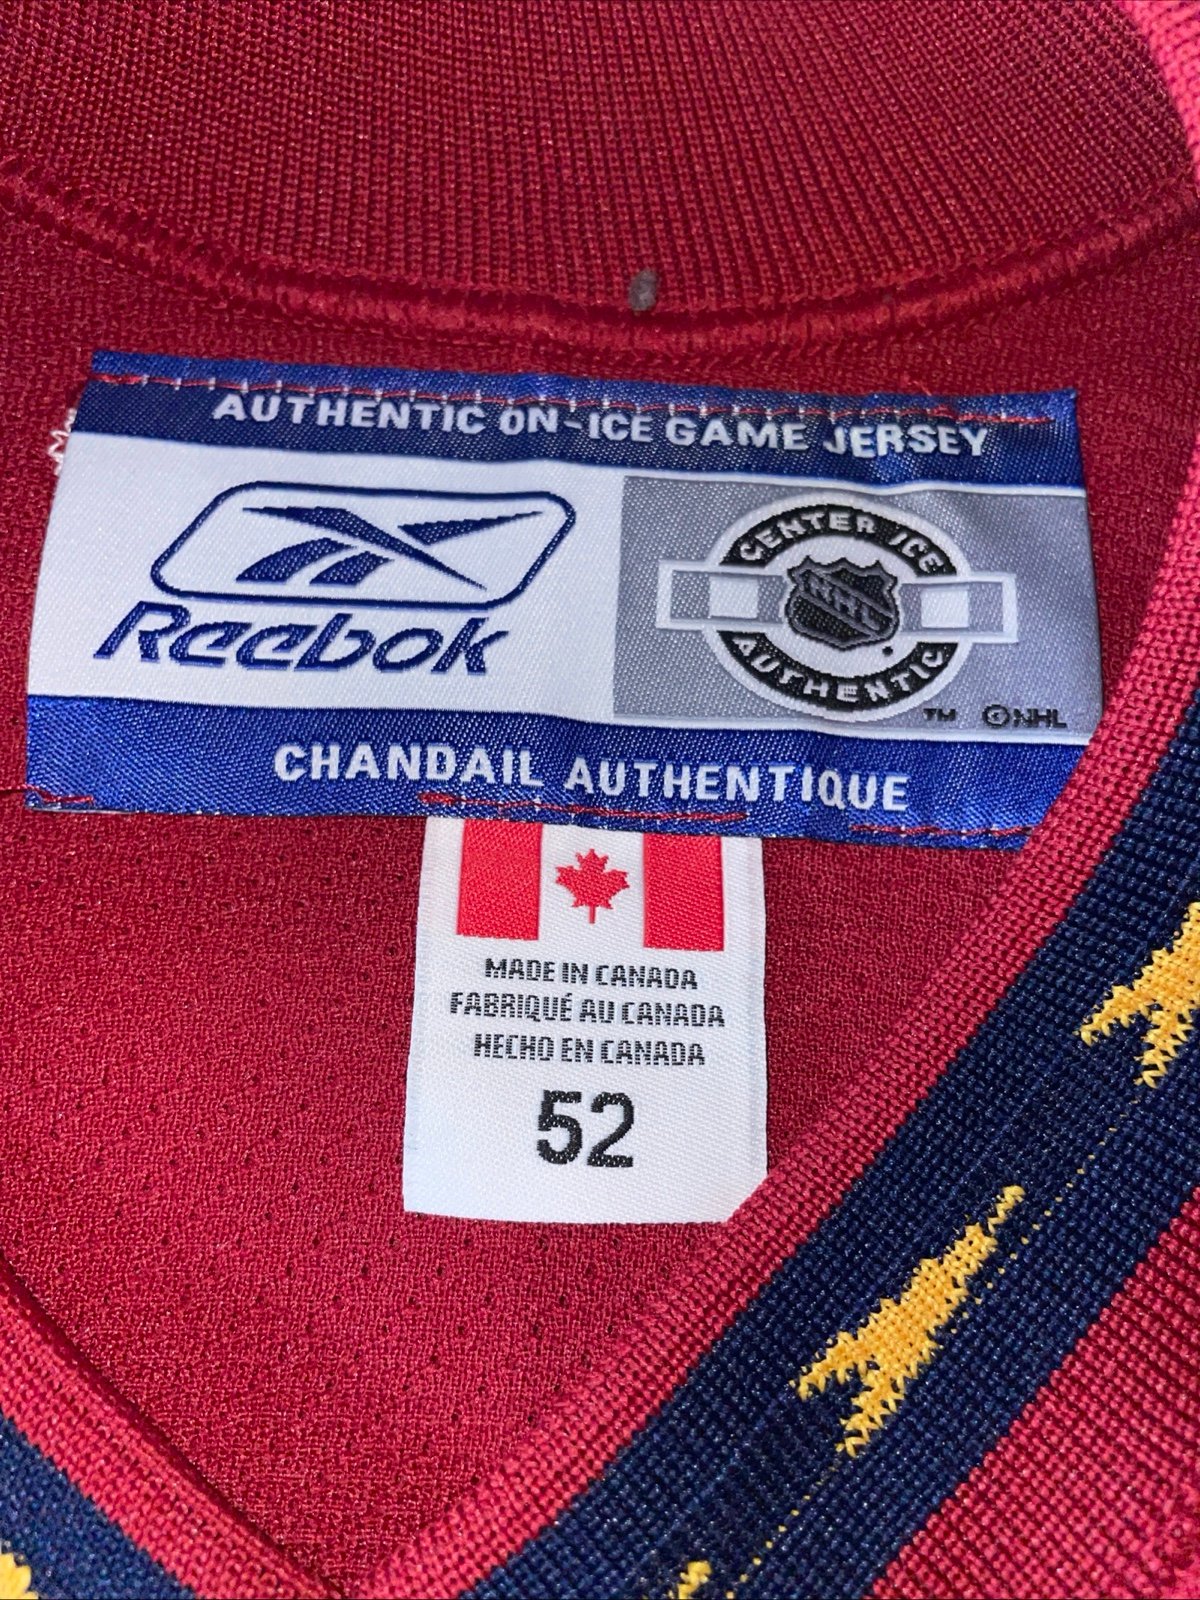 AUTHENTIC ON-ICE GAME JERSEY
Reebok
CENTER ICE
NHL
AUTHENTIC
TM ©NHL
CHANDAIL AUTHENTIQUE
MADE IN CANADA
FABRIQUÉ AU CANADA
HECHO EN CANADA
52